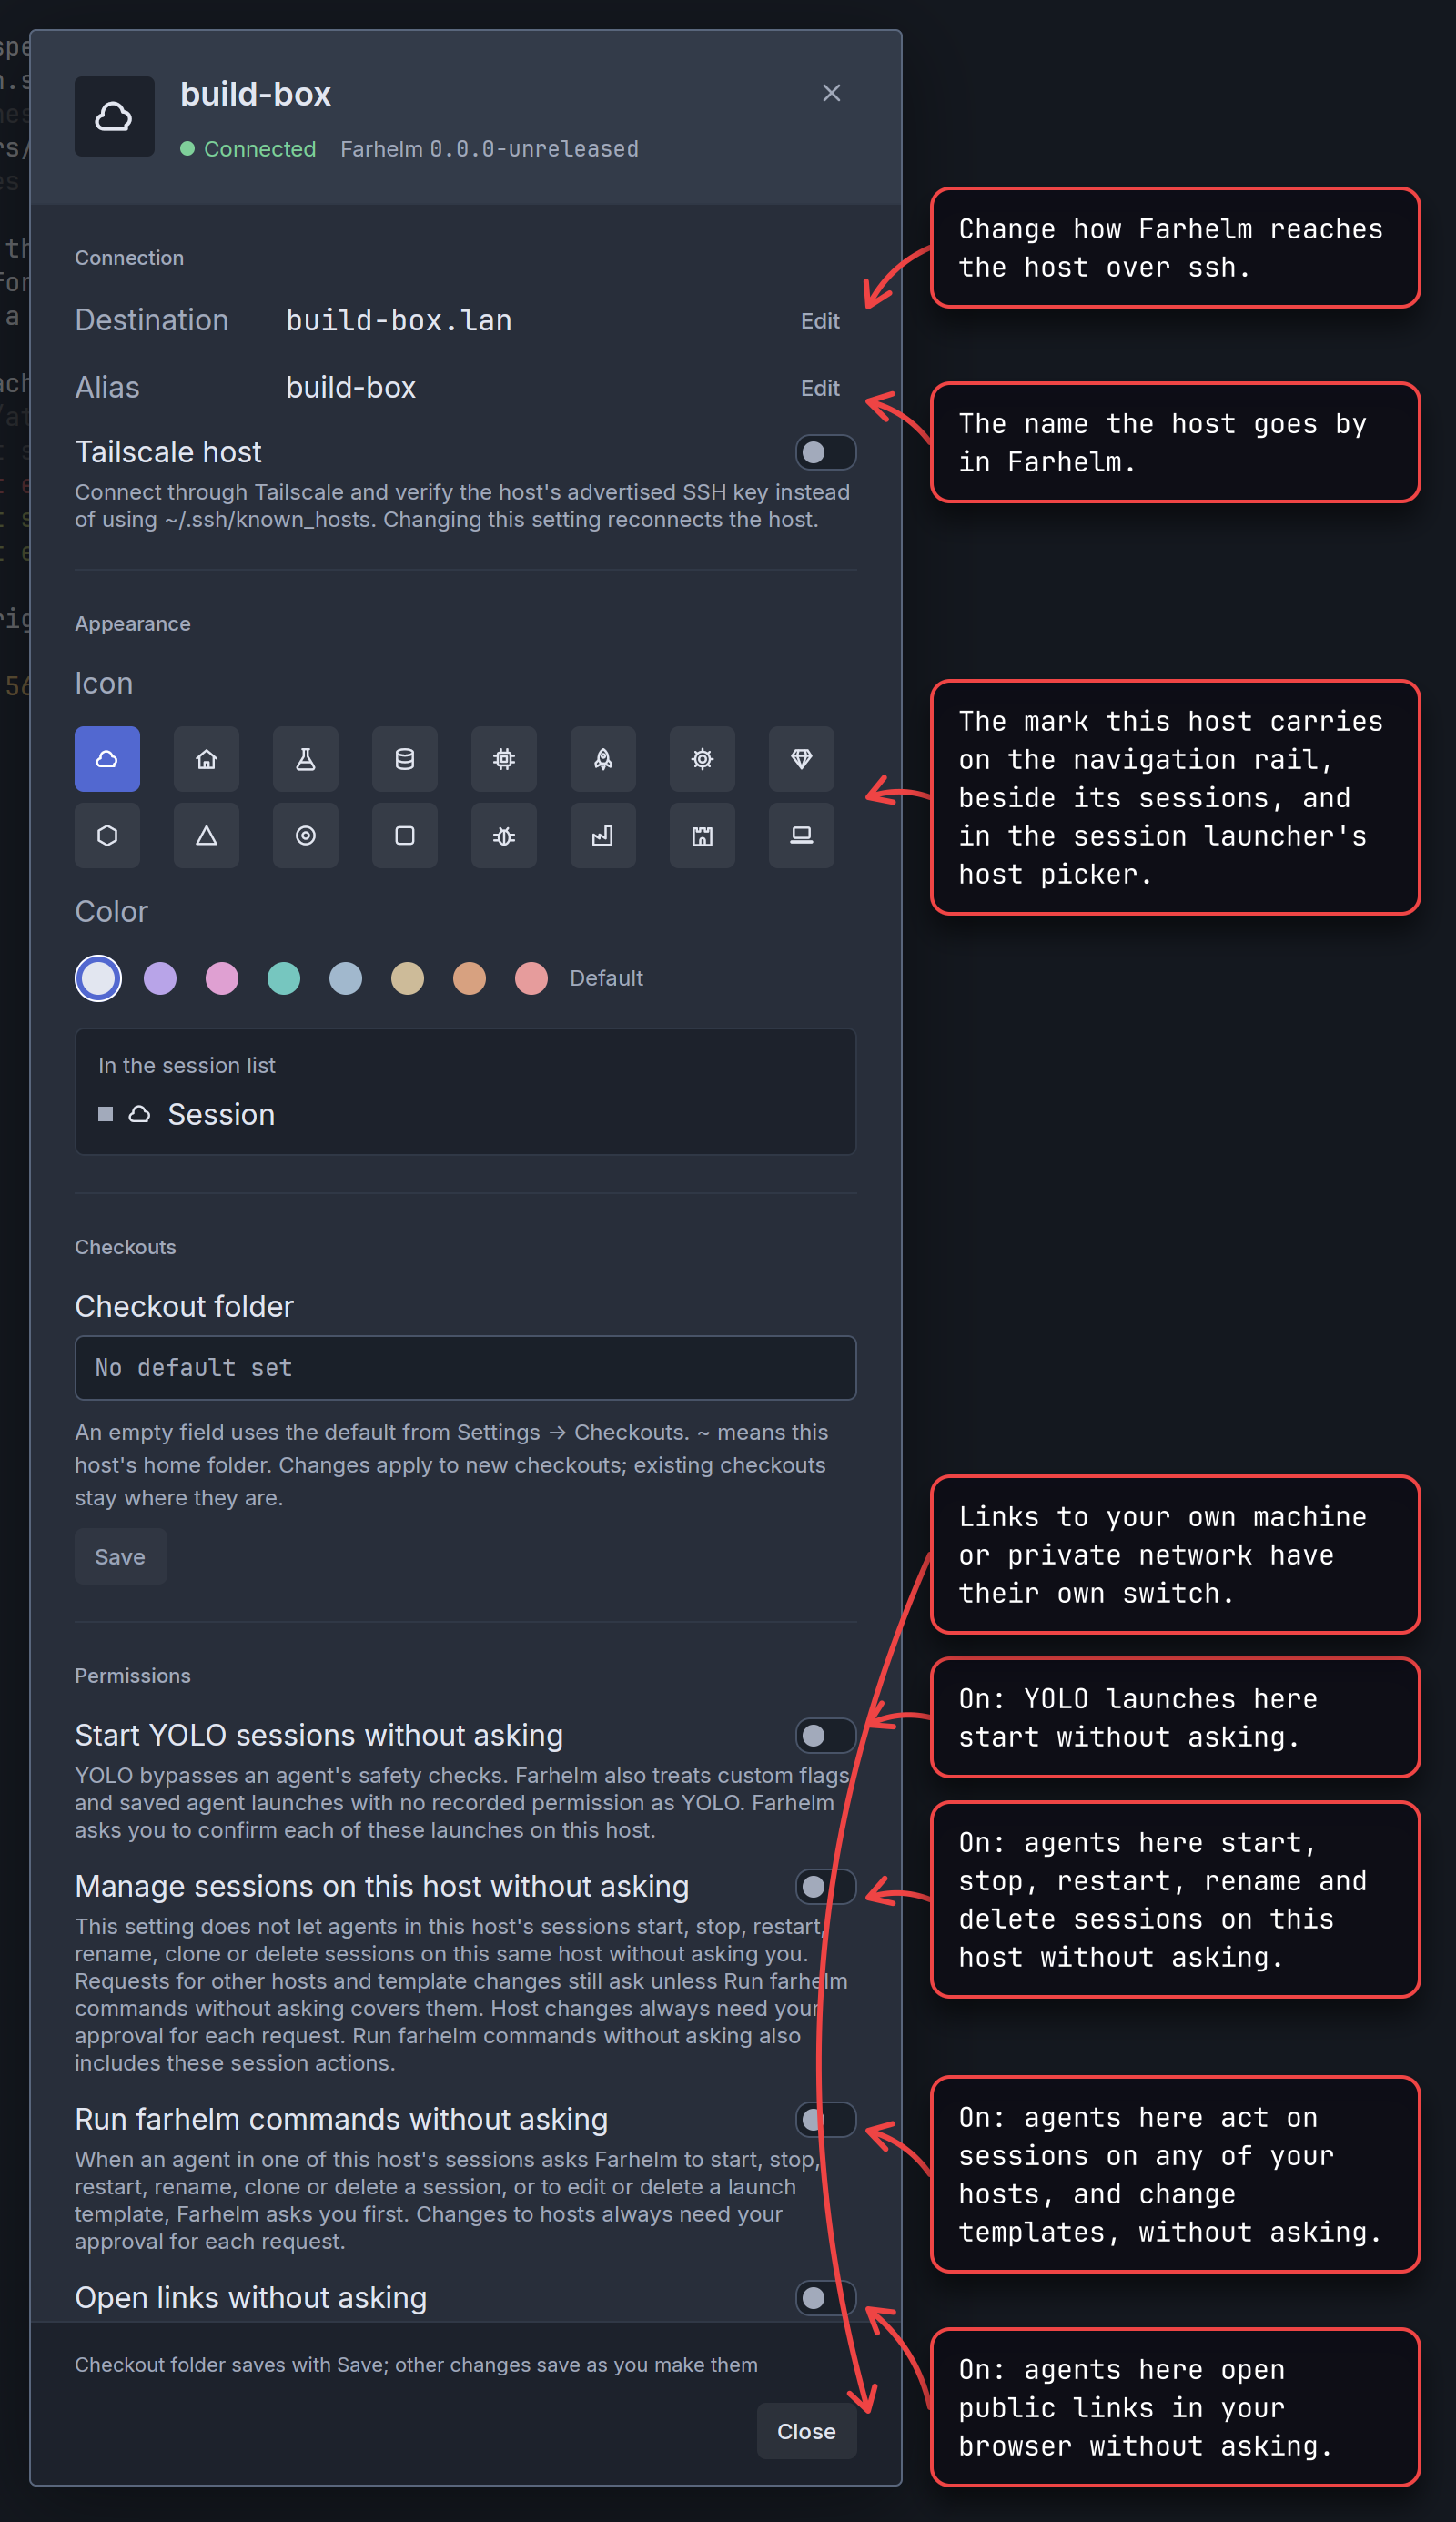 build-box
Connected Farhelm 0.0.0-unreleased
Connection
Destination build-box.lan Edit
Alias build-box Edit
Tailscale host
Connect through Tailscale and verify the host's advertised SSH key instead
of using ~/.ssh/known_hosts. Changing this setting reconnects the host.
Appearance
Icon
Color
Default
In the session list
Session
Checkouts
Checkout folder
No default set
An empty field uses the default from Settings → Checkouts. ~ means this
host's home folder. Changes apply to new checkouts; existing checkouts
stay where they are.
Save
Permissions
Start YOLO sessions without asking
YOLO bypasses an agent's safety checks. Farhelm also treats custom flags
and saved agent launches with no recorded permission as YOLO. Farhelm
asks you to confirm each of these launches on this host.
Manage sessions on this host without asking
This setting does not let agents in this host's sessions start, stop, restart,
rename, clone or delete sessions on this same host without asking you.
Requests for other hosts and template changes still ask unless Run farhelm
commands without asking covers them. Host changes always need your
approval for each request. Run farhelm commands without asking also
includes these session actions.
Run farhelm commands without asking
When an agent in one of this host's sessions asks Farhelm to start, stop,
restart, rename, clone or delete a session, or to edit or delete a launch
template, Farhelm asks you first. Changes to hosts always need your
approval for each request.
Open links without asking
Checkout folder saves with Save; other changes save as you make them
Close
Change how Farhelm reaches
the host over ssh.
The name the host goes by
in Farhelm.
The mark this host carries
on the navigation rail,
beside its sessions, and
in the session launcher's
host picker.
Links to your own machine
or private network have
their own switch.
On: YOLO launches here
start without asking.
On: agents here start,
stop, restart, rename and
delete sessions on this
host without asking.
On: agents here act on
sessions on any of your
hosts, and change
templates, without asking.
On: agents here open
public links in your
browser without asking.